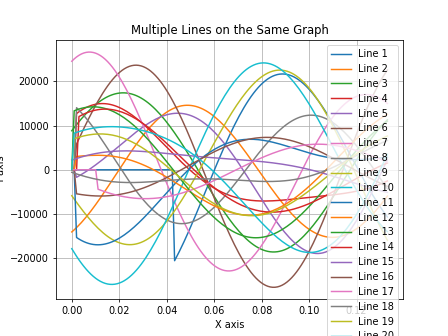 Multiple Lines on the Same Graph
20000
10000
0
−10000
−20000
0.00
0.02
0.04
0.06
0.08
0.10
X axis
Line 1
Line 2
Line 3
Line 4
Line 5
Line 6
Line 7
Line 8
Line 9
Line 10
Line 11
Line 12
Line 13
Line 14
Line 15
Line 16
Line 17
Line 18
Line 19
Line 20